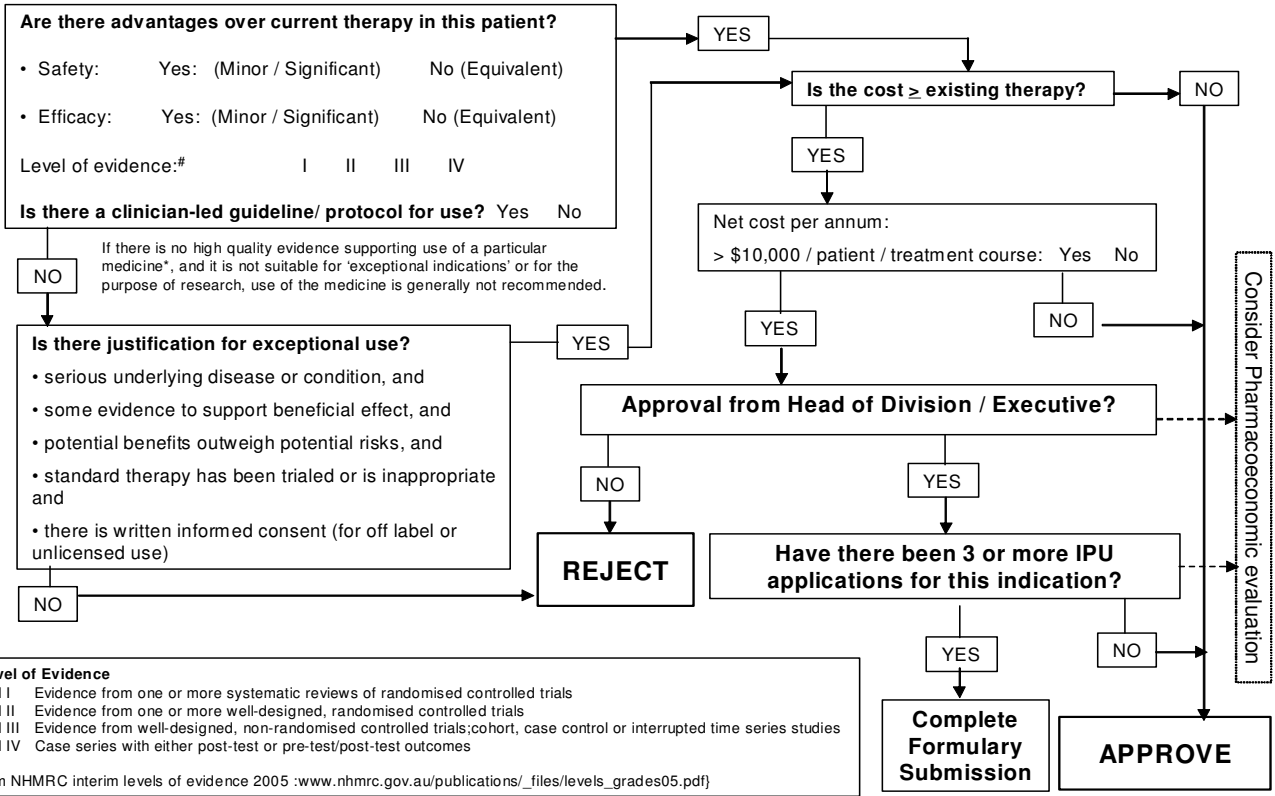 Are there advantages over current therapy in this patient?
• Safety: Yes: (Minor / Significant) No (Equivalent)
• Efficacy: Yes: (Minor / Significant) No (Equivalent)
Level of evidence:# I II III IV
Is there a clinician-led guideline/ protocol for use? Yes No
YES
Is the cost ≥ existing therapy?
NO
YES
Net cost per annum:
> $10,000 / patient / treatment course: Yes No
NO
If there is no high quality evidence supporting use of a particular
medicine*, and it is not suitable for ‘exceptional indications’ or for the
purpose of research, use of the medicine is generally not recommended.
Is there justification for exceptional use?
• serious underlying disease or condition, and
• some evidence to support beneficial effect, and
• potential benefits outweigh potential risks, and
• standard therapy has been trialed or is inappropriate
and
• there is written informed consent (for off label or
unlicensed use)
YES
NO
YES
NO
Approval from Head of Division / Executive?
Consider Pharmacoeconomic evaluation
NO
YES
REJECT
Have there been 3 or more IPU
applications for this indication?
YES
NO
Complete
Formulary
Submission
APPROVE
vel of Evidence
l I Evidence from one or more systematic reviews of randomised controlled trials
l II Evidence from one or more well-designed, randomised controlled trials
l III Evidence from well-designed, non-randomised controlled trials;cohort, case control or interrupted time series studies
l IV Case series with either post-test or pre-test/post-test outcomes
m NHMRC interim levels of evidence 2005 :www.nhmrc.gov.au/publications/_files/levels_grades05.pdf}